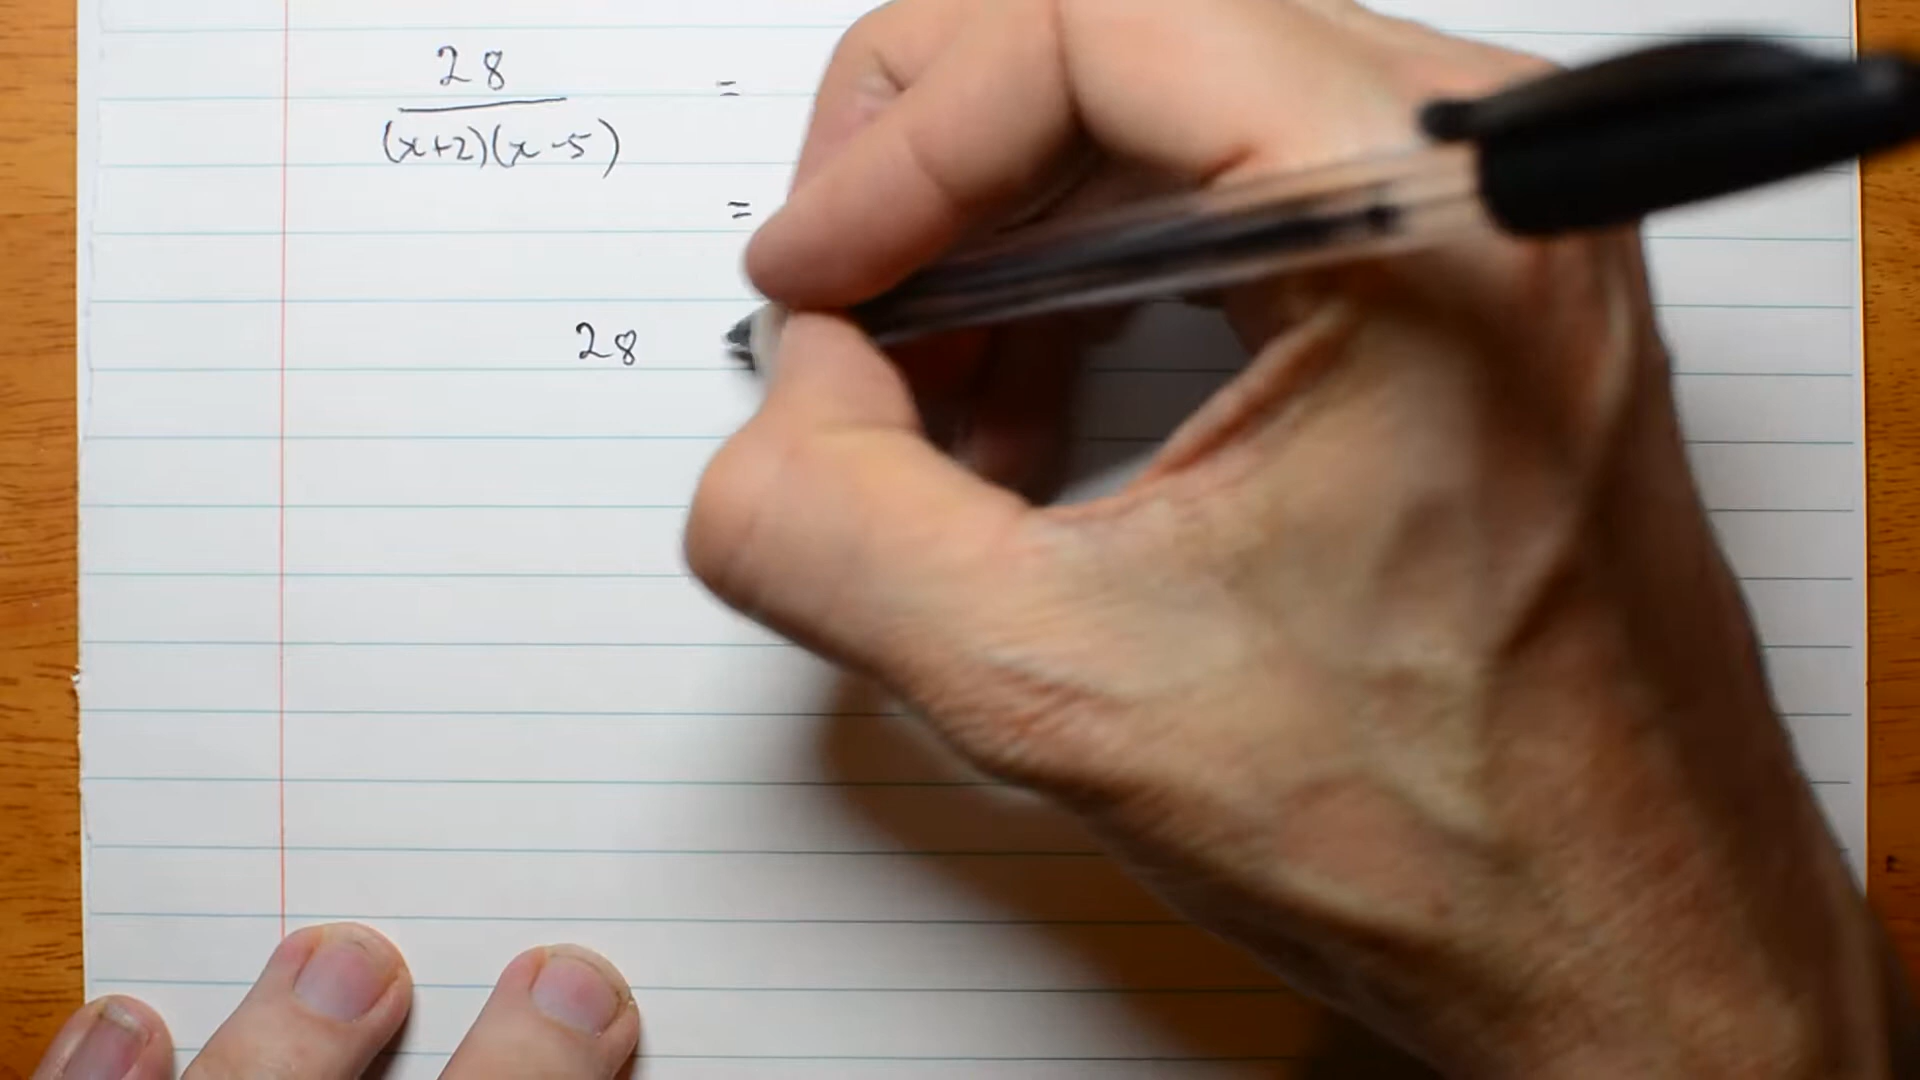 28
(x+2)(x-5) =
=
28